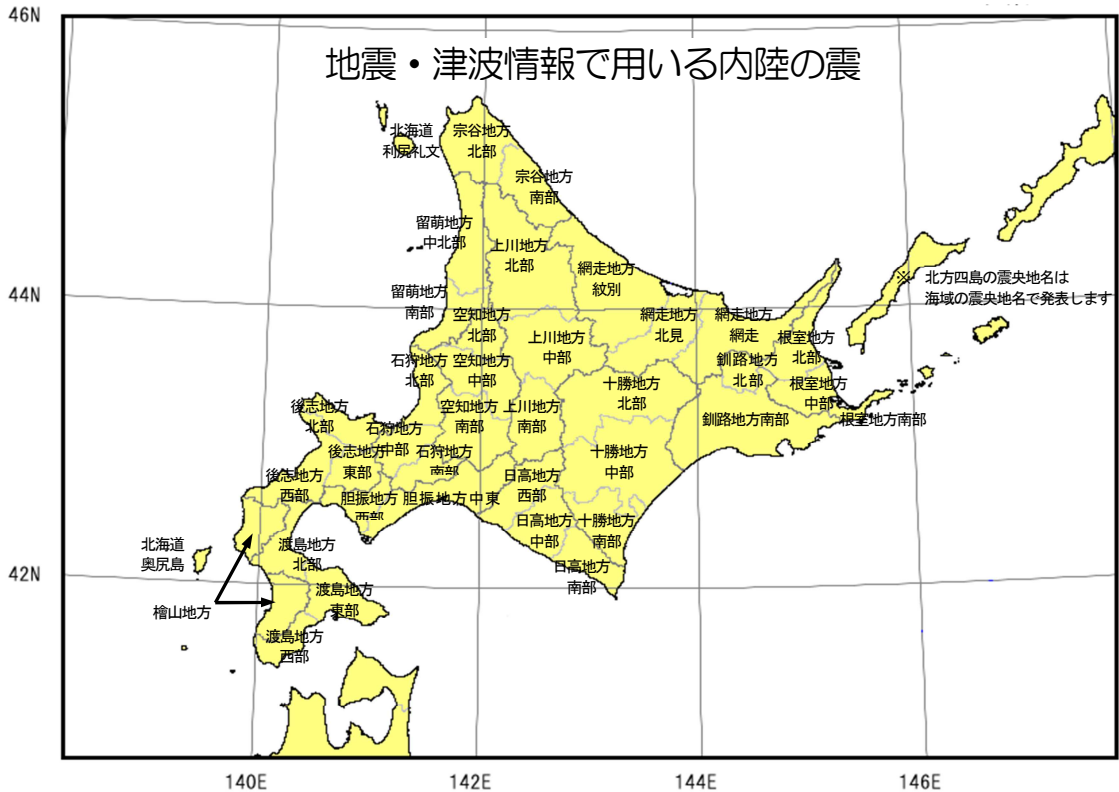 46N
地震・津波情報で用いる内陸の震
北海道
利尻礼文
宗谷地方
北部
宗谷地方
南部
留萌地方
中北部
上川地方
北部
網走地方
紋別
※
北方四島の震央地名は
海域の震央地名で発表します
44N
留萌地方
南部
空知地方
北部
上川地方
中部
網走地方
北見
網走地方
網走
根室地方
北部
石狩地方
北部
空知地方
中部
釧路地方
北部
十勝地方
北部
根室地方
中部
後志地方
北部
空知地方
南部
上川地方
南部
釧路地方南部
根室地方南部
石狩地方
中部
後志地方
東部
石狩地方
南部
十勝地方
中部
後志地方
西部
日高地方
西部
胆振地方
西部
胆振地方中東
日高地方
中部
十勝地方
南部
北海道
奥尻島
渡島地方
北部
42N
日高地方
南部
渡島地方
東部
檜山地方
渡島地方
西部
140E
142E
144E
146E